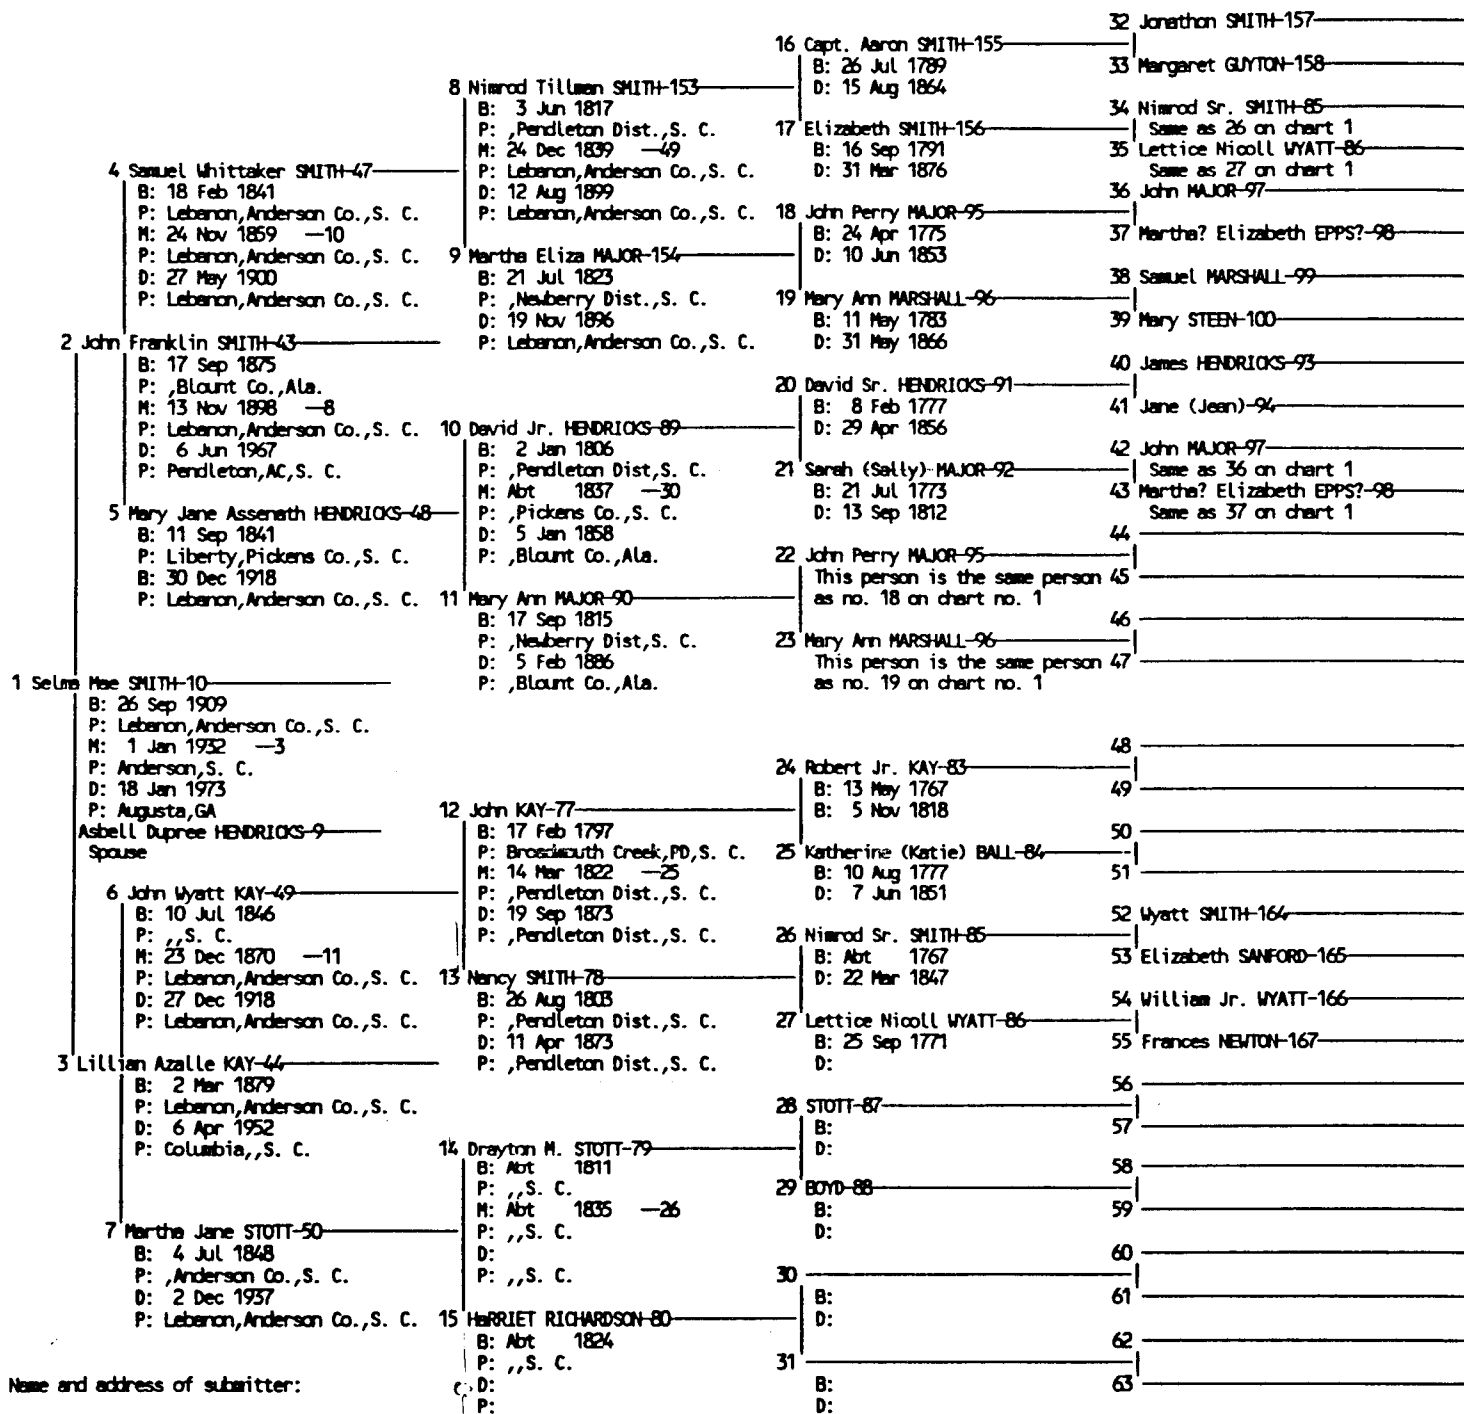 1 Selma Mae SMITH-10
B: 26 Sep 1909
P: Lebanon,Anderson Co.,S. C.
M: 1 Jan 1932 —3
P: Anderson,S. C.
D: 18 Jan 1973
P: Augusta,GA
Asbell Dupree HENDRICKS-9
Spouse
2 John Franklin SMITH-43
B: 17 Sep 1875
P: ,Blount Co.,Ala.
M: 13 Nov 1898 —8
P: Lebanon,Anderson Co.,S. C.
D: 6 Jun 1967
P: Pendleton,AC,S. C.
3 Lillian Azalle KAY-44
B: 2 Mar 1879
P: Lebanon,Anderson Co.,S. C.
D: 6 Apr 1952
P: Columbia,,S. C.
4 Samuel Whittaker SMITH-47
B: 18 Feb 1841
P: Lebanon,Anderson Co.,S. C.
M: 24 Nov 1859 —10
P: Lebanon,Anderson Co.,S. C.
D: 27 May 1900
P: Lebanon,Anderson Co.,S. C.
5 Mary Jane Assenath HENDRICKS-48
B: 11 Sep 1841
P: Liberty,Pickens Co.,S. C.
B: 30 Dec 1918
P: Lebanon,Anderson Co.,S. C.
6 John Wyatt KAY-49
B: 10 Jul 1846
P: ,,S. C.
M: 23 Dec 1870 —11
P: Lebanon,Anderson Co.,S. C.
D: 27 Dec 1918
P: Lebanon,Anderson Co.,S. C.
7 Martha Jane STOTT-50
B: 4 Jul 1848
P: ,Anderson Co.,S. C.
D: 2 Dec 1937
P: Lebanon,Anderson Co.,S. C.
8 Nimrod Tillman SMITH-153
B: 3 Jun 1817
P: ,Pendleton Dist.,S. C.
M: 24 Dec 1839 —49
P: Lebanon,Anderson Co.,S. C.
D: 12 Aug 1899
P: Lebanon,Anderson Co.,S. C.
9 Martha Eliza MAJOR-154
B: 21 Jul 1823
P: ,Newberry Dist.,S. C.
D: 19 Nov 1896
P: Lebanon,Anderson Co.,S. C.
10 David Jr. HENDRICKS-89
B: 2 Jan 1806
P: ,Pendleton Dist,S. C.
M: Abt 1837 —30
P: ,Pickens Co.,S. C.
D: 5 Jan 1858
P: ,Blount Co.,Ala.
11 Mary Ann MAJOR-90
B: 17 Sep 1815
P: ,Newberry Dist,S. C.
D: 5 Feb 1886
P: ,Blount Co.,Ala.
12 John KAY-77
B: 17 Feb 1797
P: Broadmouth Creek,PD,S. C.
M: 14 Mar 1822 —25
P: ,Pendleton Dist.,S. C.
D: 19 Sep 1873
P: ,Pendleton Dist.,S. C.
13 Nancy SMITH-78
B: 26 Aug 1803
P: ,Pendleton Dist.,S. C.
D: 11 Apr 1873
P: ,Pendleton Dist.,S. C.
14 Drayton M. STOTT-79
B: Abt 1811
P: ,,S. C.
M: Abt 1835 —26
P: ,,S. C.
D:
P: ,,S. C.
15 HaRRIET RICHARDSON-80
B: Abt 1824
P: ,,S. C.
D:
P:
16 Capt. Aaron SMITH-155
B: 26 Jul 1789
D: 15 Aug 1864
17 Elizabeth SMITH-156
B: 16 Sep 1791
D: 31 Mar 1876
18 John Perry MAJOR-95
B: 24 Apr 1775
D: 10 Jun 1853
19 Mary Ann MARSHALL-96
B: 11 May 1783
D: 31 May 1866
20 David Sr. HENDRICKS-91
B: 8 Feb 1777
D: 29 Apr 1856
21 Sarah (Sally) MAJOR-92
B: 21 Jul 1773
D: 13 Sep 1812
22 John Perry MAJOR-95
This person is the same person
as no. 18 on chart no. 1
23 Mary Ann MARSHALL-96
This person is the same person
as no. 19 on chart no. 1
24 Robert Jr. KAY-83
B: 13 May 1767
B: 5 Nov 1818
25 Katherine (Katie) BALL-84
B: 10 Aug 1777
D: 7 Jun 1851
26 Nimrod Sr. SMITH-85
B: Abt 1767
D: 22 Mar 1847
27 Lettice Nicoll WYATT-86
B: 25 Sep 1771
D:
28 STOTT-87
B:
D:
29 BOYD-88
B:
D:
30
B:
D:
31
B:
D:
32 Jonathon SMITH-157
33 Margaret GUYTON-158
34 Nimrod Sr. SMITH-85
Same as 26 on chart 1
35 Lettice Nicoll WYATT-86
Same as 27 on chart 1
36 John MAJOR-97
37 Martha? Elizabeth EPPS?-98
38 Samuel MARSHALL-99
39 Mary STEEN-100
40 James HENDRICKS-93
41 Jane (Jean)-94
42 John MAJOR-97
Same as 36 on chart 1
43 Martha? Elizabeth EPPS?-98
Same as 37 on chart 1
44
45
46
47
48
49
50
51
52 Wyatt SMITH-164
53 Elizabeth SANFORD-165
54 William Jr. WYATT-166
55 Frances NEWTON-167
56
57
58
59
60
61
62
63
Name and address of submitter: